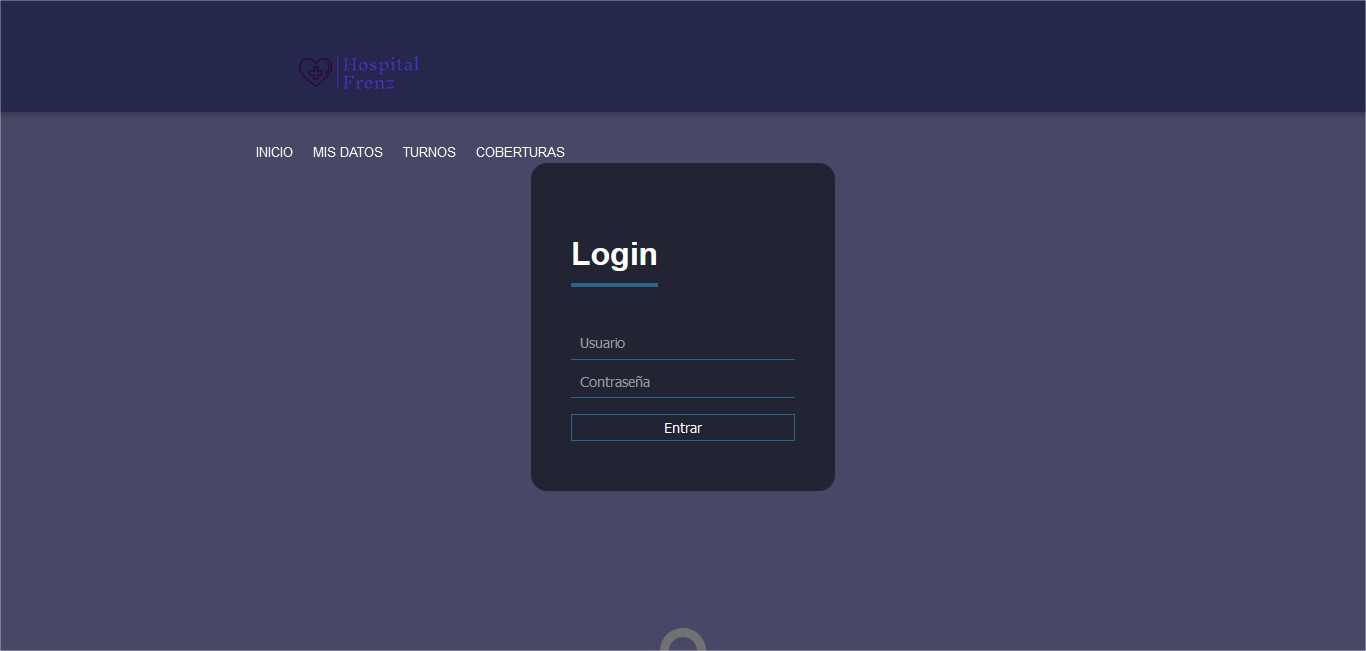 Hospital
Frenz
INICIO MIS DATOS TURNOS COBERTURAS
Login
Usuario
Contraseña
Entrar